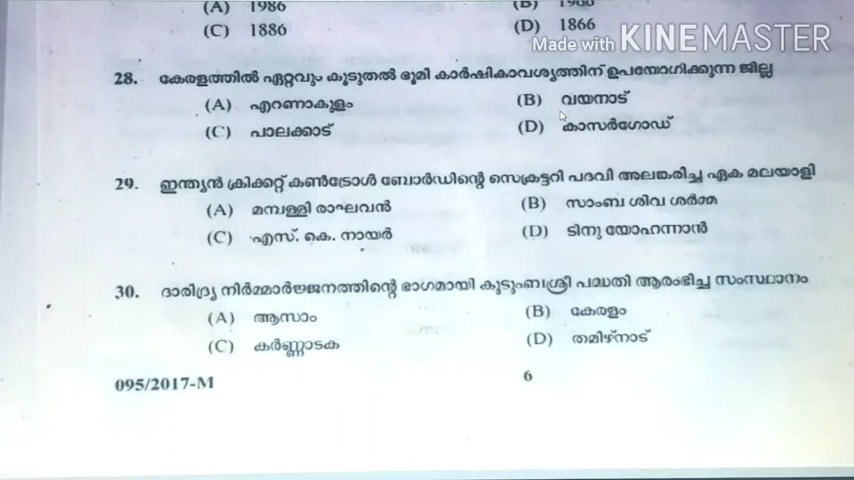 (A) 1986 (B) 1966
(C) 1886 (D) 1866
Made with KINEMASTER
28. കേരളത്തിൽ ഏറ്റവും കൂടുതൽ ഭൂമി കാർഷികാവശ്യത്തിന് ഉപയോഗിക്കുന്ന ജില്ല
(A) എറണാകുളം (B) വയനാട്
(C) പാലക്കാട് (D) കാസർഗോഡ്
29. ഇന്ത്യൻ ക്രിക്കറ്റ് കൺട്രോൾ ബോർഡിന്റെ സെക്രട്ടറി പദവി അലങ്കരിച്ച ഏക മലയാളി
(A) മമ്പള്ളി രാഘവൻ (B) സാംബ ശിവ ശർമ്മ
(C) എസ്. കെ. നായർ (D) ടിനു യോഹന്നാൻ
30. ദാരിദ്ര്യ നിർമ്മാർജ്ജനത്തിന്റെ ഭാഗമായി കുടുംബശ്രീ പദ്ധതി ആരംഭിച്ച സംസ്ഥാനം
(A) ആസാം (B) കേരളം
(C) കർണ്ണാടക (D) തമിഴ്‌നാട്
095/2017-M 6